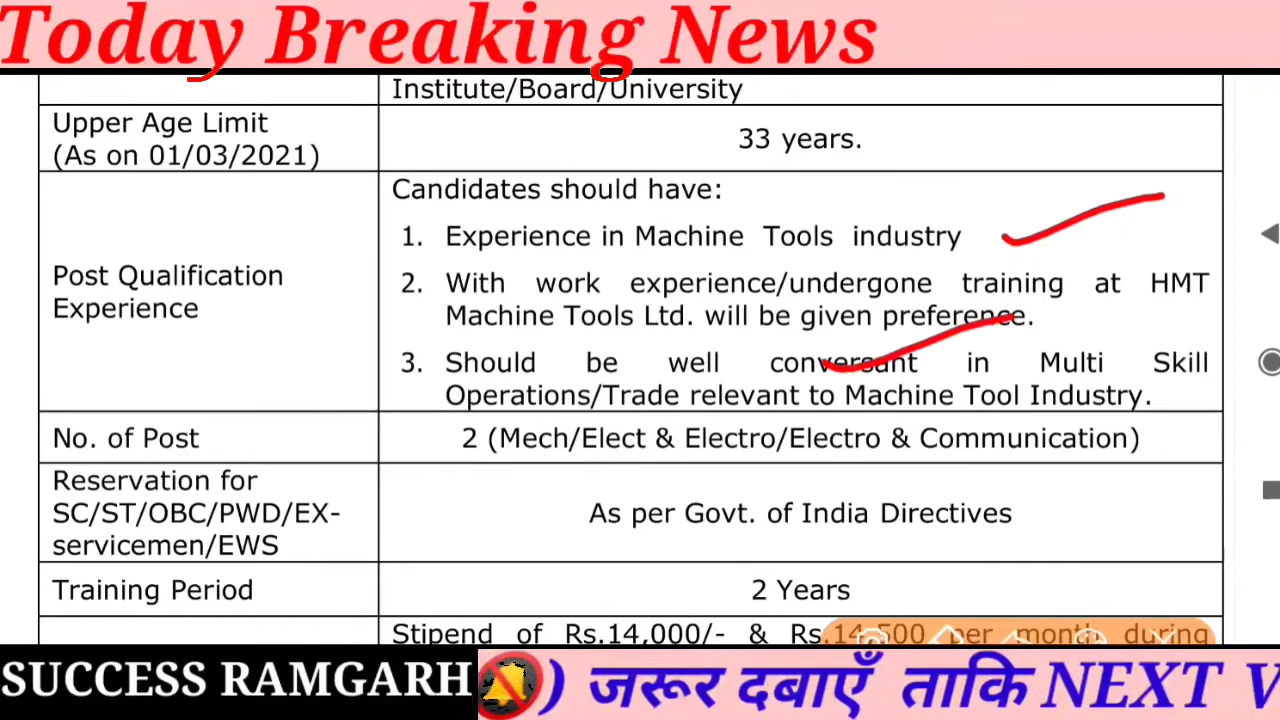 Today Breaking News
Institute/Board/University
Upper Age Limit
(As on 01/03/2021)
33 years.
Post Qualification
Experience
Candidates should have:
1. Experience in Machine Tools industry
2. With work experience/undergone training at HMT
Machine Tools Ltd. will be given preference.
3. Should be well conversant in Multi Skill
Operations/Trade relevant to Machine Tool Industry.
No. of Post
2 (Mech/Elect & Electro/Electro & Communication)
Reservation for
SC/ST/OBC/PWD/EX-
servicemen/EWS
As per Govt. of India Directives
Training Period
2 Years
Stipend of Rs.14,000/- & Rs.14,500 per month during
SUCCESS RAMGARH
) जरूर दबाएँ ताकि NEXT V